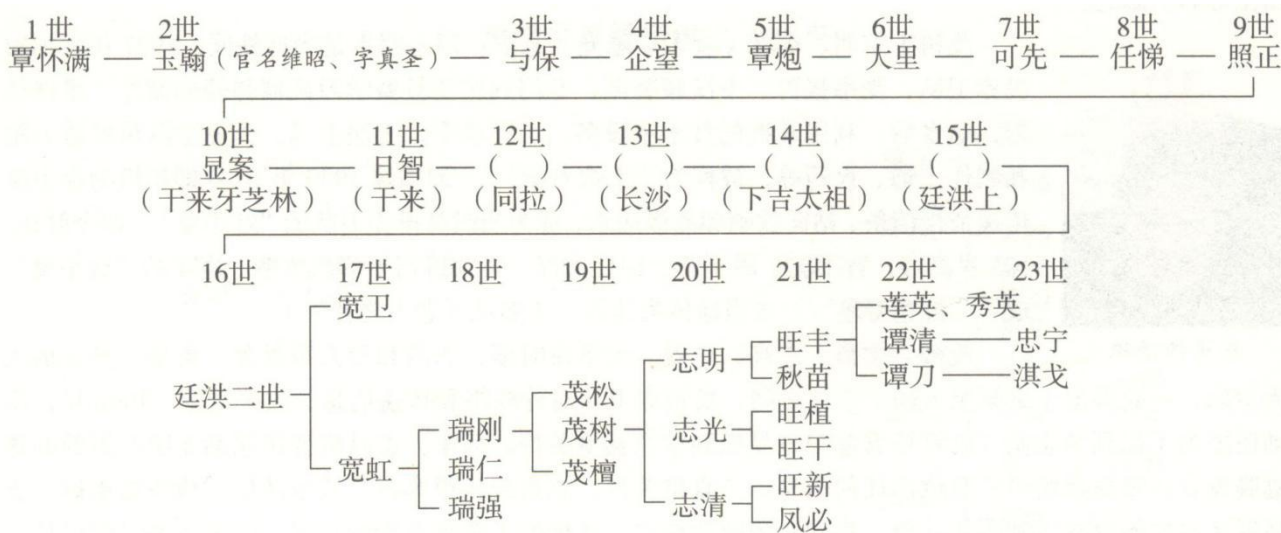 1世 2世 3世 4世 5世 6世 7世 8世 9世
覃怀满 玉翰（官名维昭、字真圣） 与保 企望 覃炮 大里 可先 任悌 照正
10世 11世 12世 13世 14世 15世
显案 日智 （ ） （ ） （ ） （ ）
（干来牙芝林） （干来） （同拉） （长沙） （下吉太祖） （廷洪上）
16世 17世 18世 19世 20世 21世 22世 23世
宽卫 莲英、秀英
志明 旺丰 谭清 忠宁
秋苗 谭刀 淇戈
廷洪二世 茂松
瑞刚 茂树 志光 旺植
宽虹 瑞仁 茂檀 旺干
瑞强 志清 旺新
凤必